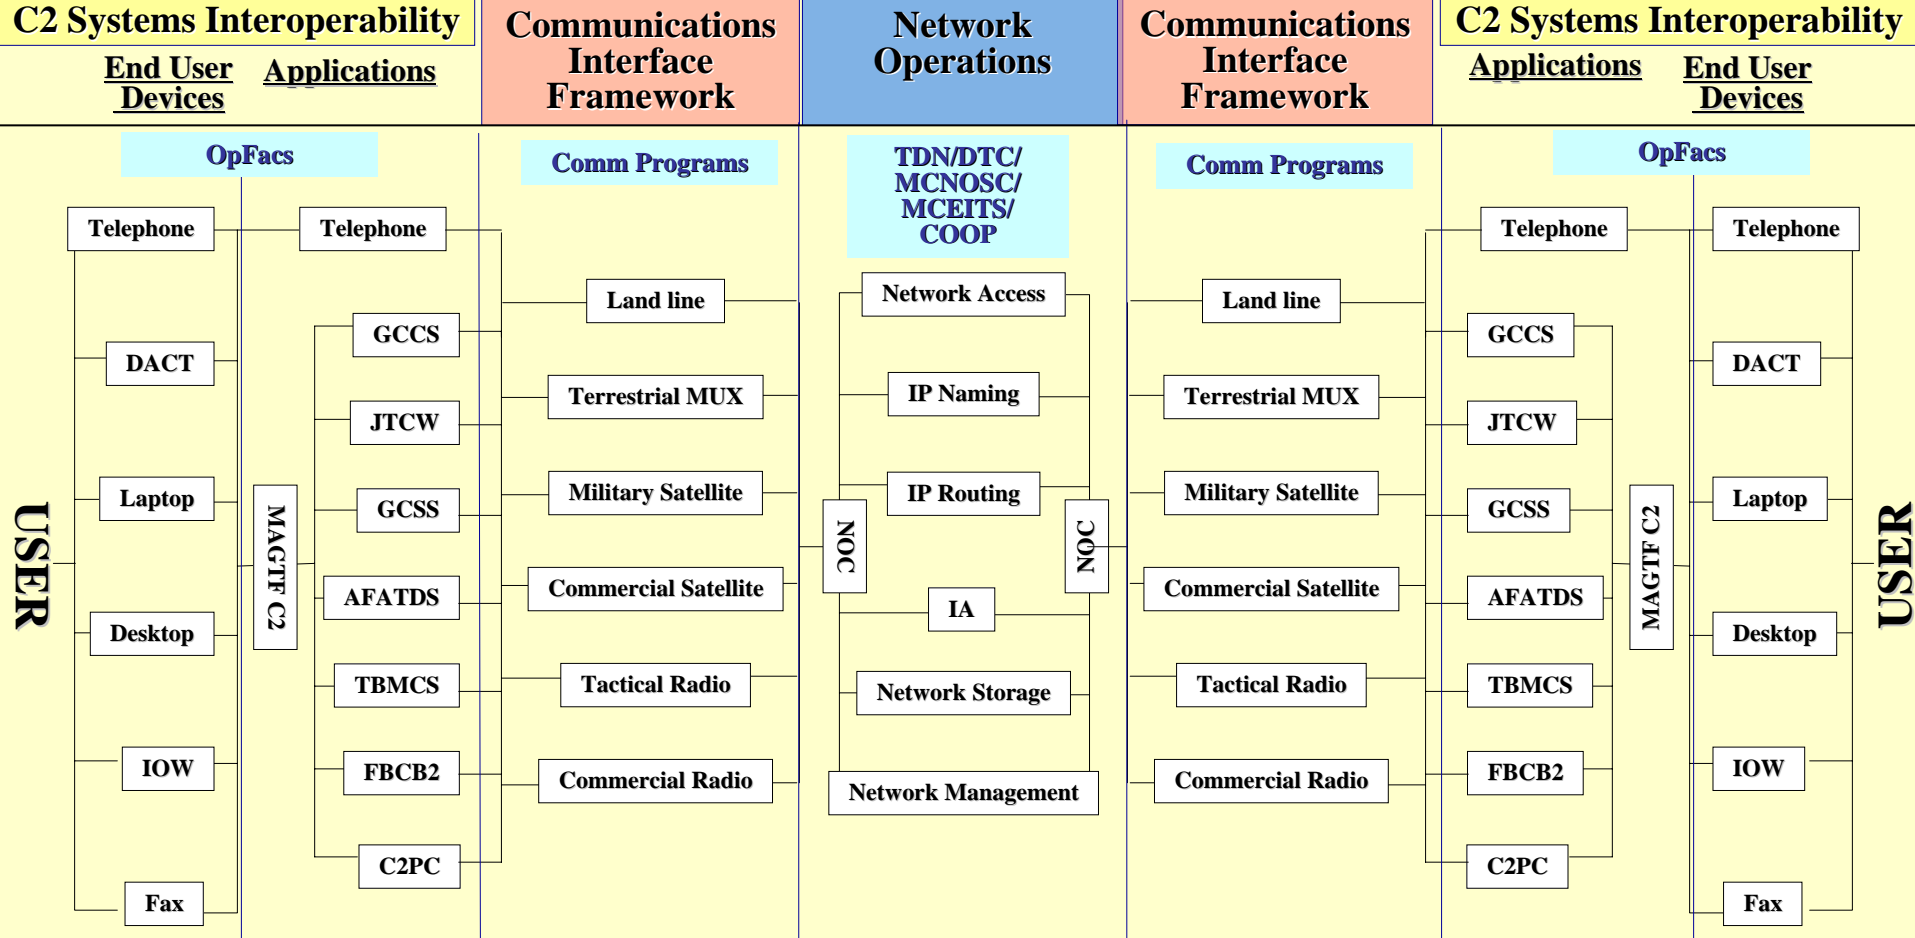 C2 Systems Interoperability
End User
Devices
Applications
OpFacs
Telephone
DACT
Laptop
Desktop
IOW
Fax
USER
MAGTF C2
Telephone
GCCS
JTCW
GCSS
AFATDS
TBMCS
FBCB2
C2PC
Communications
Interface
Framework
Comm Programs
Land line
Terrestrial MUX
Military Satellite
Commercial Satellite
Tactical Radio
Commercial Radio
Network
Operations
TDN/DTC/
MCNOSC/
MCEITS/
COOP
Network Access
IP Naming
IP Routing
NOC
NOC
IA
Network Storage
Network Management
Communications
Interface
Framework
Comm Programs
Land line
Terrestrial MUX
Military Satellite
Commercial Satellite
Tactical Radio
Commercial Radio
C2 Systems Interoperability
Applications
End User
Devices
OpFacs
Telephone
GCCS
JTCW
GCSS
AFATDS
TBMCS
FBCB2
C2PC
MAGTF C2
Telephone
DACT
Laptop
Desktop
IOW
Fax
USER